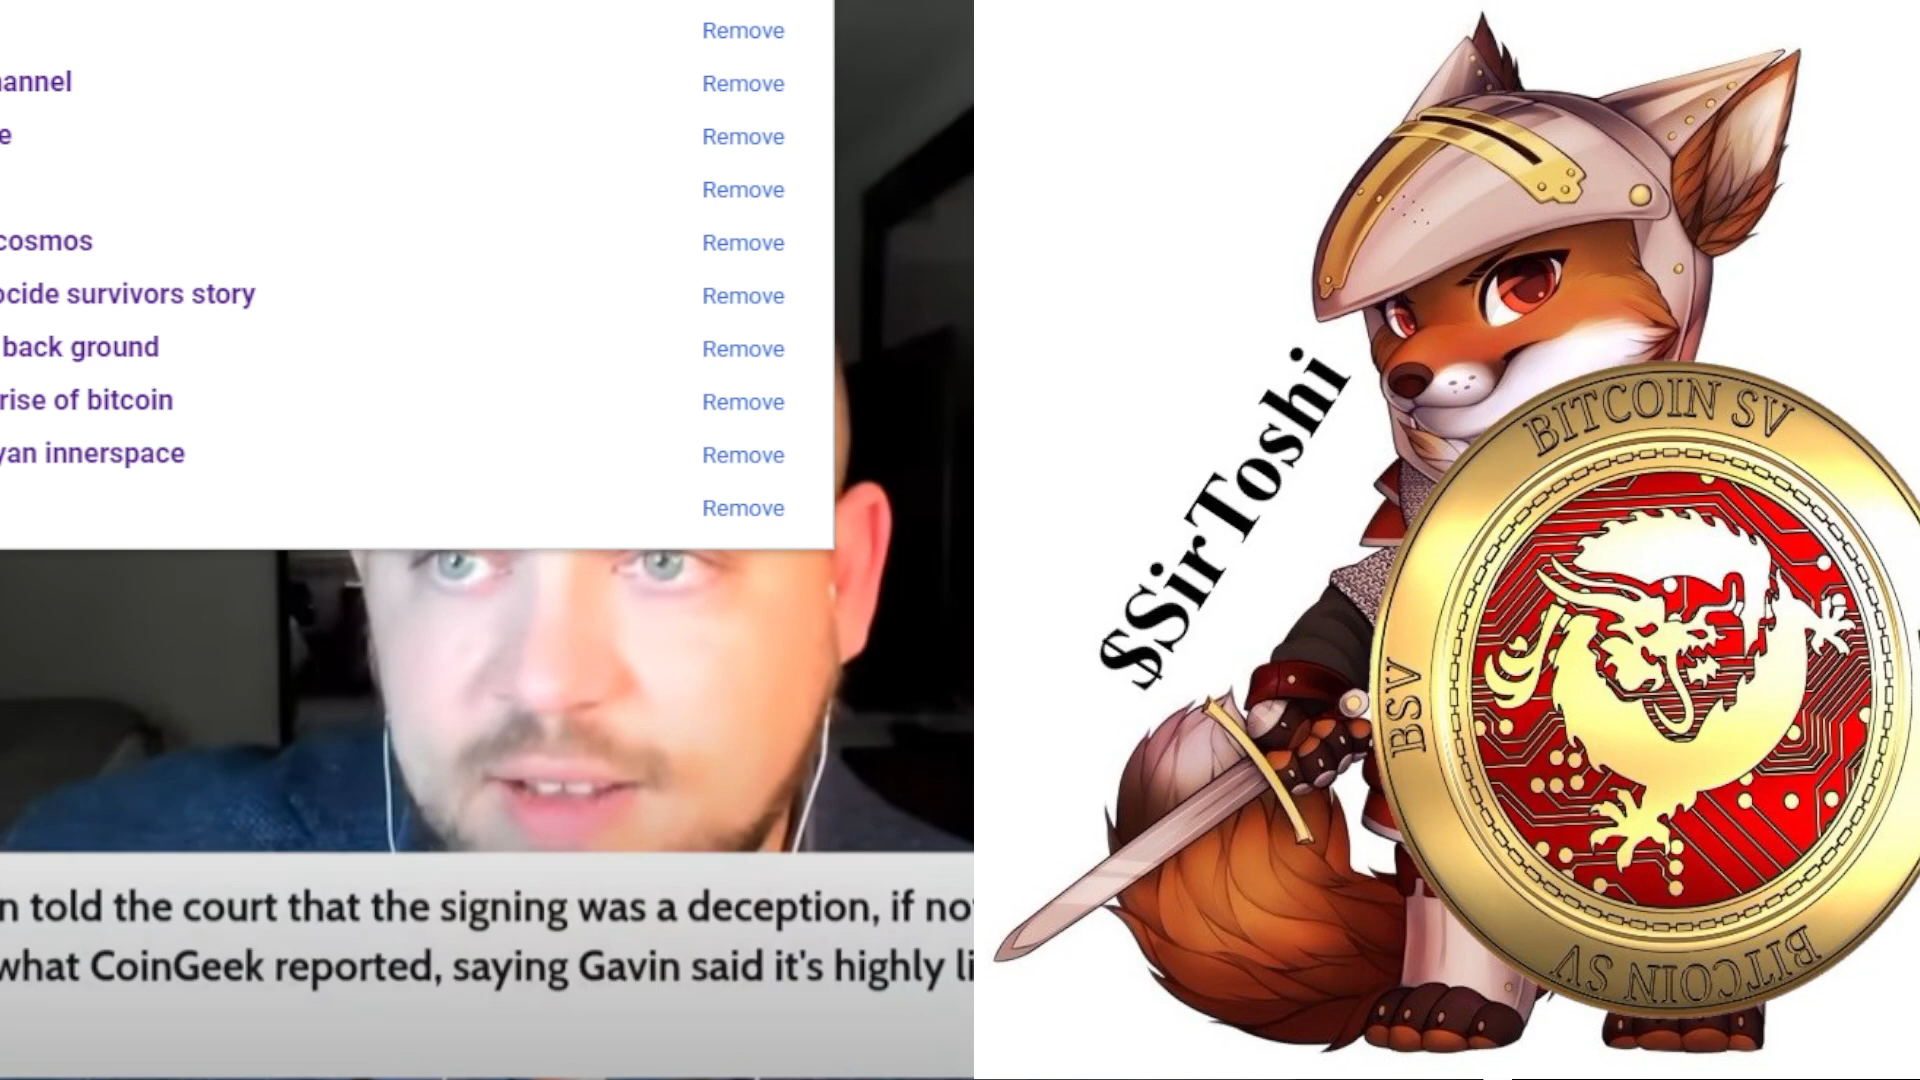 Remove
hannel Remove
e Remove
Remove
cosmos Remove
ocide survivors story Remove
back ground Remove
rise of bitcoin Remove
yan innerspace Remove
Remove
n told the court that the signing was a deception, if no
what CoinGeek reported, saying Gavin said it's highly li
$SirToshi
BITCOIN SV
BSV
BITCOIN SV